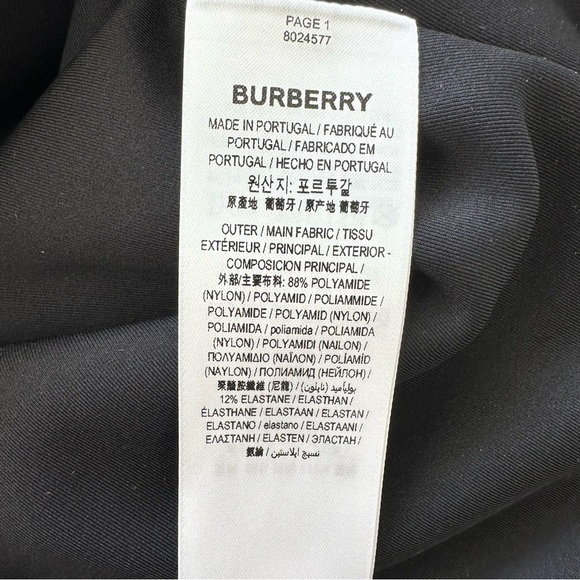 PAGE 1
8024577
BURBERRY
MADE IN PORTUGAL / FABRIQUÉ AU
PORTUGAL / FABRICADO EM
PORTUGAL / HECHO EN PORTUGAL
원산지: 포르투갈
原產地 葡萄牙 / 原产地 葡萄牙
OUTER / MAIN FABRIC / TISSU
EXTÉRIEUR / PRINCIPAL / EXTERIOR -
COMPOSICION PRINCIPAL /
外部/主要布料: 88% POLYAMIDE
(NYLON) / POLYAMID / POLIAMMIDE /
POLYAMIDE / POLYAMID (NYLON) /
POLIAMIDA / poliamida / POLIAMIDA
(NYLON) / POLYAMIDI (NAILON) /
ΠΟΛΥΑΜΙΔΙΟ (ΝΑΪΛΟΝ) / POLÍAMÍÐ
(NAYLON) / ПОЛИАМИД (НЕЙЛОН) /
聚醯胺纖維 (尼龍) / بولياميد (نايلون) /
12% ELASTANE / ELASTHAN /
ÉLASTHANE / ELASTAAN / ELASTAN /
ELASTANO / elastano / ELASTAANI /
ΕΛΑΣΤΑΝΗ / ELASTEN / ЭЛАСТАН /
氨綸 / نسيج ايلاستين /